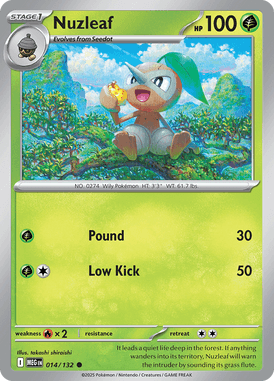 STAGE 1 Nuzleaf HP 100
Evolves from Seedot
NO. 0274 Wily Pokémon HT: 3'3" WT: 61.7 lbs.
Pound 30
Low Kick 50
weakness ×2 resistance retreat
Illus. takashi shiraishi
I MEG EN 014/132
It leads a quiet life deep in the forest. If anything
wanders into its territory, Nuzleaf will warn
the intruder by sounding its grass flute.
©2025 Pokémon / Nintendo / Creatures / GAME FREAK